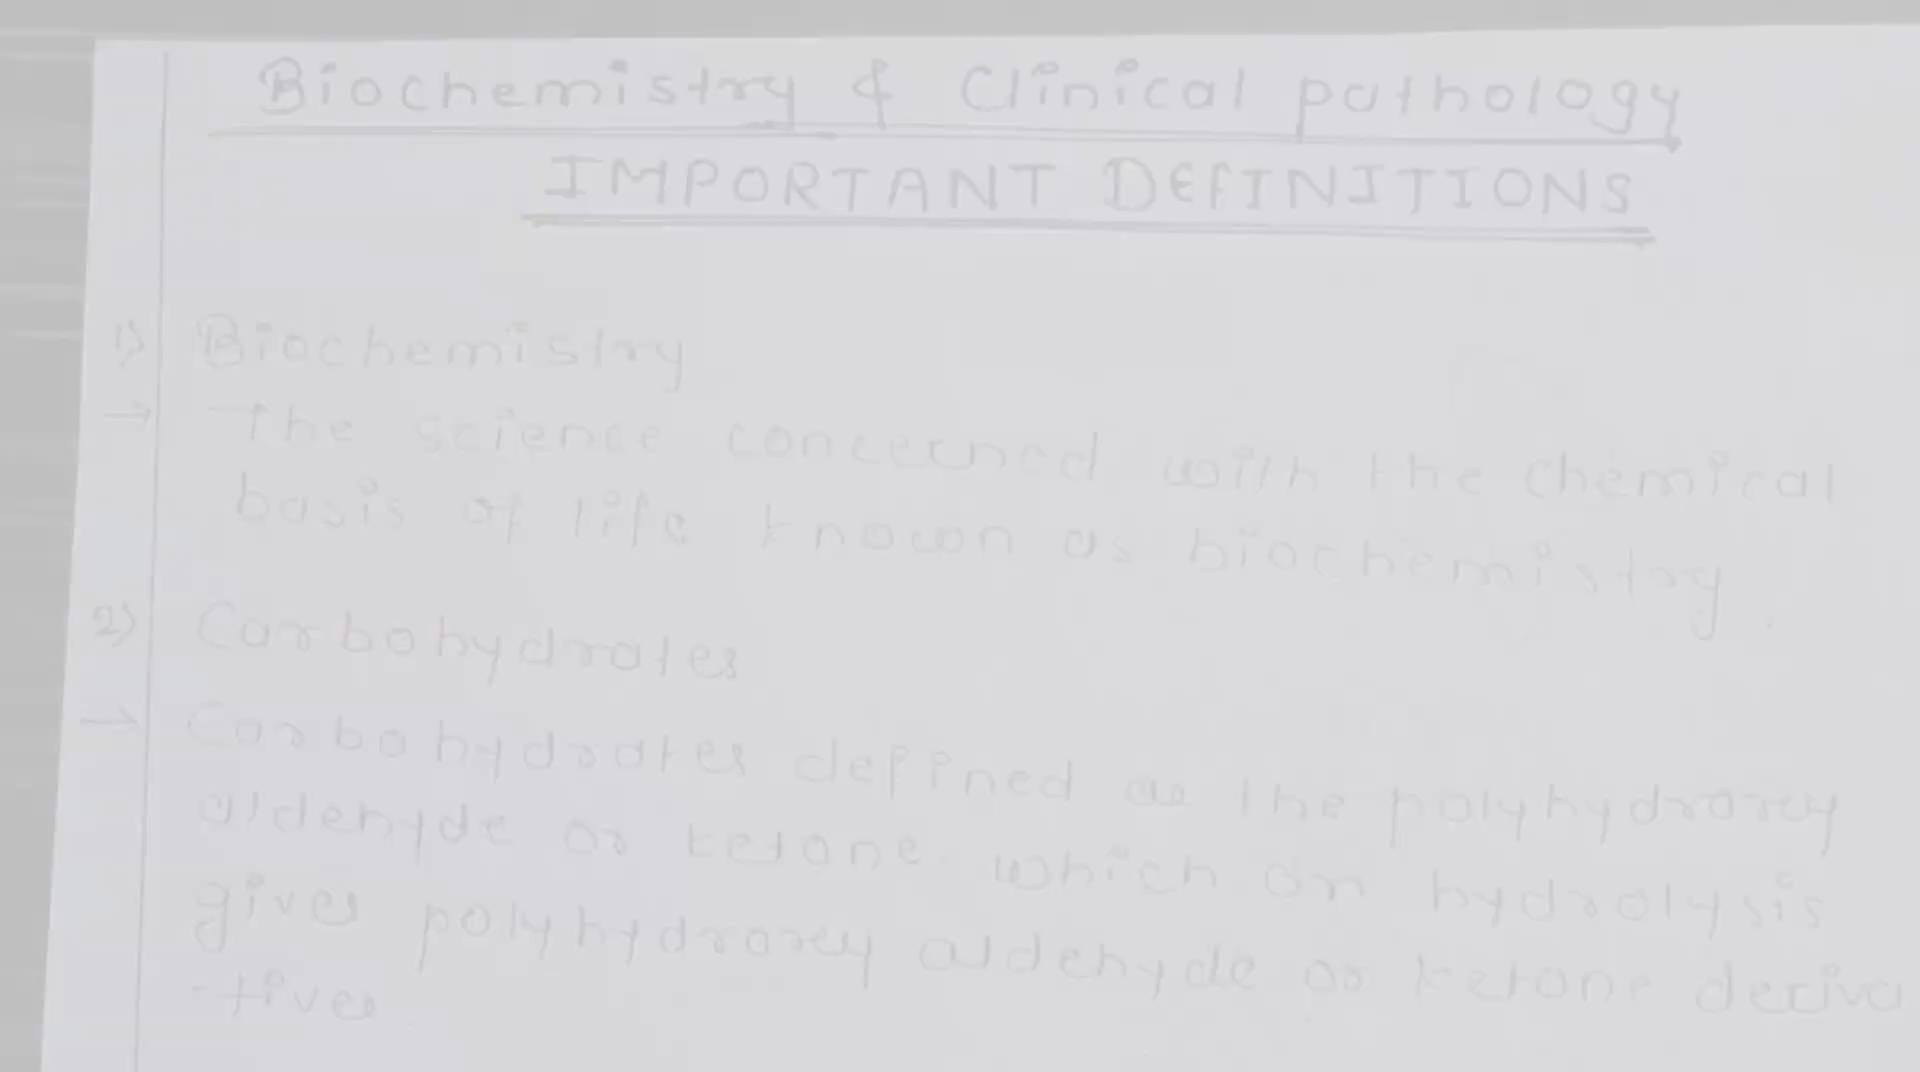 Biochemistry & Clinical pathology
IMPORTANT DEFINITIONS
1) Biochemistry
→ The science concerned with the chemical
basis of life known as biochemistry.
2) Carbohydrates
→ Carbohydrates defined as the polyhydroxy
aldehyde or ketone which on hydrolysis
gives polyhydroxy aldehyde or ketone deriva
-tives